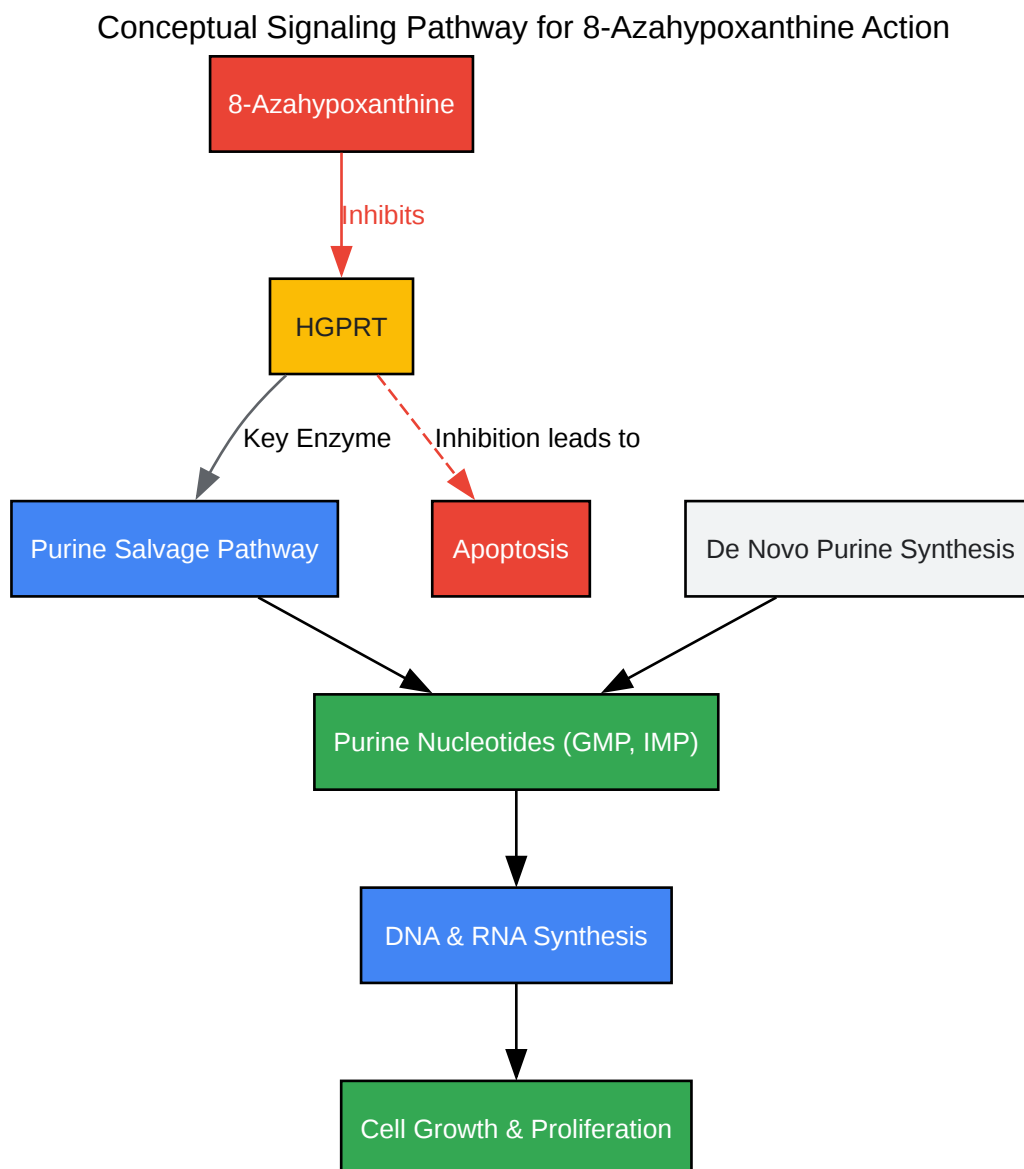 Conceptual Signaling Pathway for 8-Azahypoxanthine Action
8-Azahypoxanthine
Inhibits
HGPRT
Key Enzyme
Inhibition leads to
Purine Salvage Pathway
Apoptosis
De Novo Purine Synthesis
Purine Nucleotides (GMP, IMP)
DNA & RNA Synthesis
Cell Growth & Proliferation